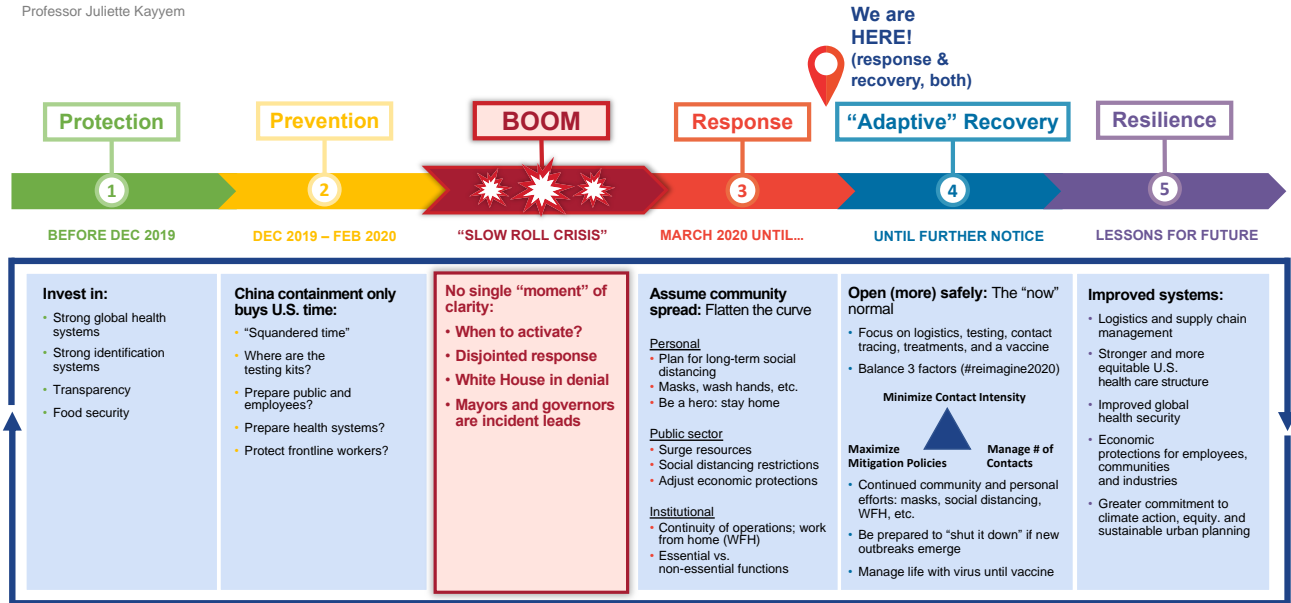 Professor Juliette Kayyem
We are
HERE!
(response &
recovery, both)
Protection
Prevention
BOOM
Response
“Adaptive” Recovery
Resilience
1
2
3
4
5
BEFORE DEC 2019
DEC 2019 – FEB 2020
“SLOW ROLL CRISIS”
MARCH 2020 UNTIL...
UNTIL FURTHER NOTICE
LESSONS FOR FUTURE
Invest in:
• Strong global health
systems
• Strong identification
systems
• Transparency
• Food security
China containment only
buys U.S. time:
• “Squandered time”
• Where are the
testing kits?
• Prepare public and
employees?
• Prepare health systems?
• Protect frontline workers?
No single “moment” of
clarity:
• When to activate?
• Disjointed response
• White House in denial
• Mayors and governors
are incident leads
Assume community
spread: Flatten the curve
Personal
• Plan for long-term social
distancing
• Masks, wash hands, etc.
• Be a hero: stay home
Public sector
• Surge resources
• Social distancing restrictions
• Adjust economic protections
Institutional
• Continuity of operations; work
from home (WFH)
• Essential vs.
non-essential functions
Open (more) safely: The “now”
normal
• Focus on logistics, testing, contact
tracing, treatments, and a vaccine
• Balance 3 factors (#reimagine2020)
Minimize Contact Intensity
Maximize
Mitigation Policies
Manage # of
Contacts
• Continued community and personal
efforts: masks, social distancing,
WFH, etc.
• Be prepared to “shut it down” if new
outbreaks emerge
• Manage life with virus until vaccine
Improved systems:
• Logistics and supply chain
management
• Stronger and more
equitable U.S.
health care structure
• Improved global
health security
• Economic
protections for employees,
communities
and industries
• Greater commitment to
climate action, equity. and
sustainable urban planning